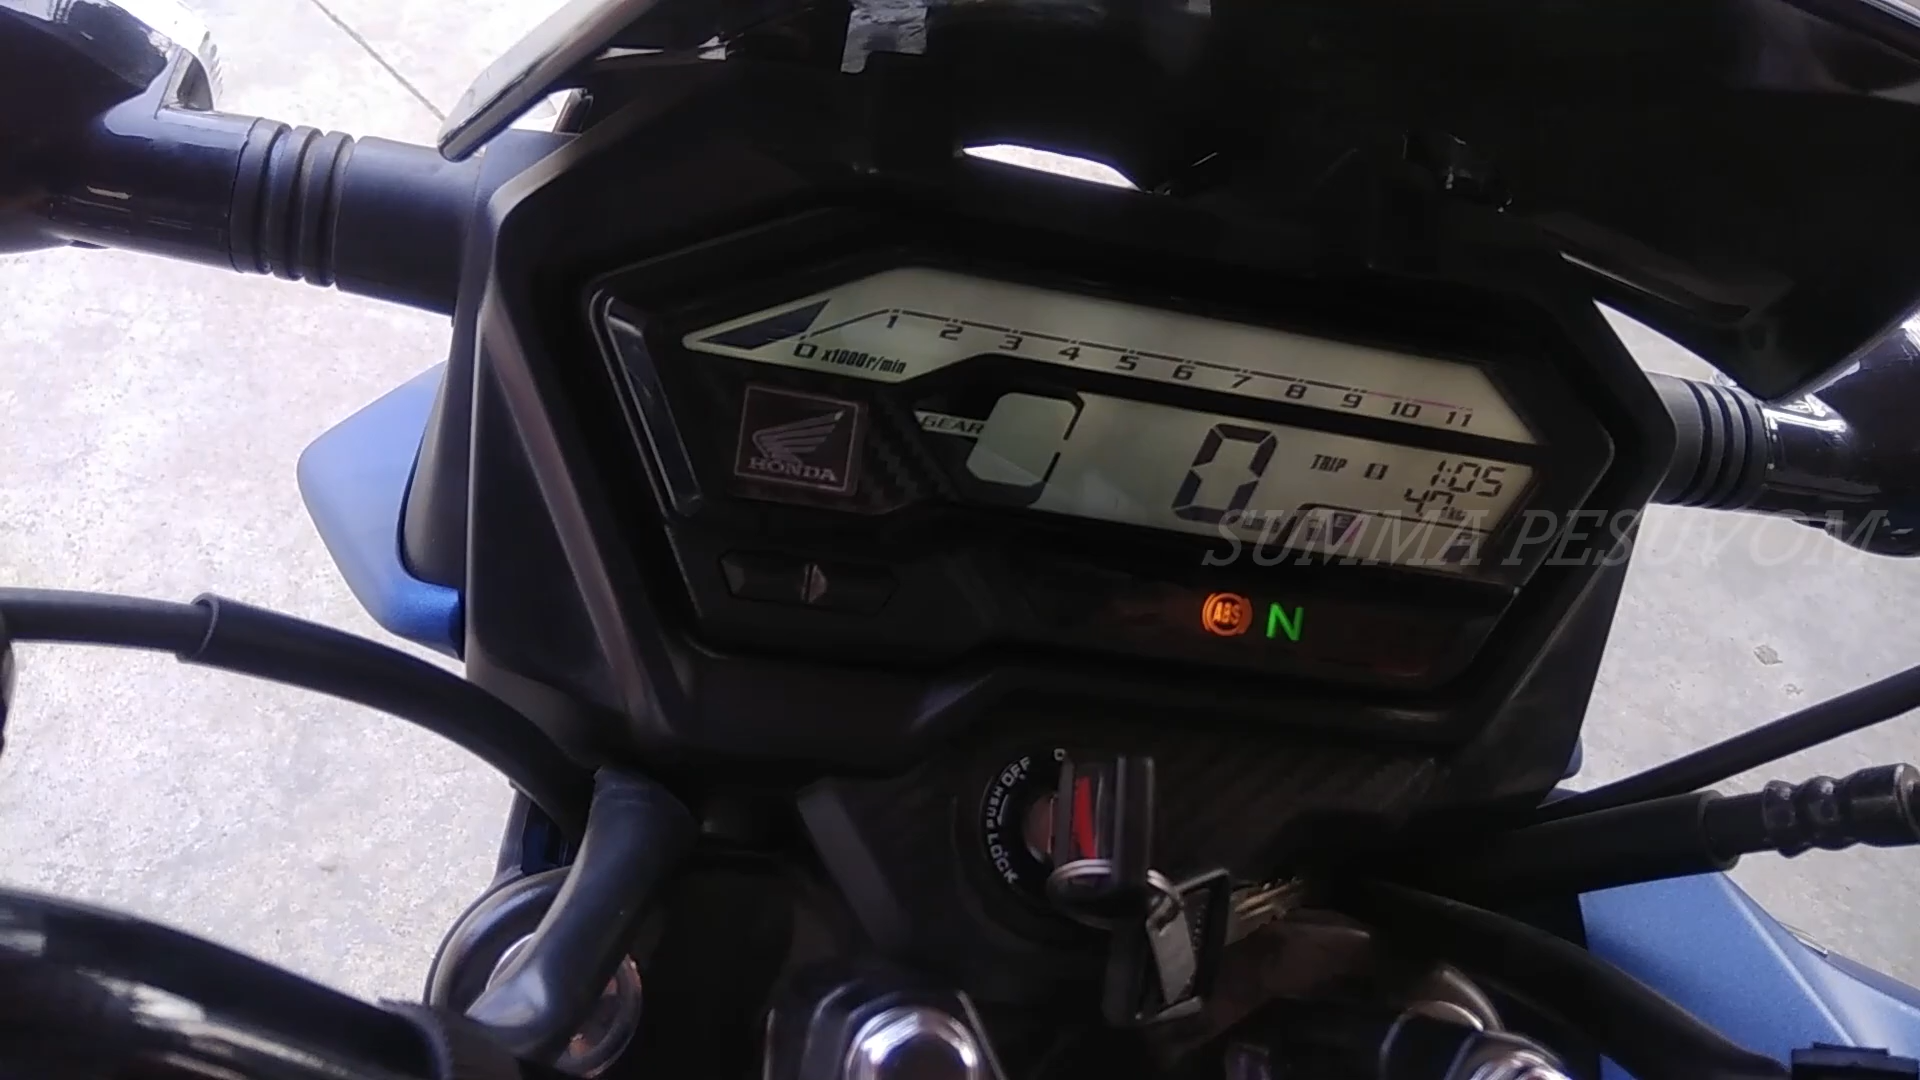 1 2 3 4 5 6 7 8 9 10 11
0 x1000r/min
HONDA
GEAR
0
TRIP
1:05
SUMMA PESUVOM
ABS
N
OFF
PUSH
LOCK